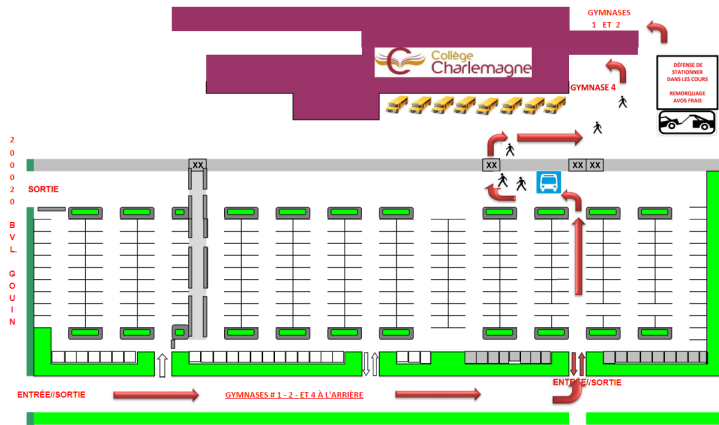 GYMNASES
1 ET 2
Collège
Charlemagne
DÉFENSE DE
STATIONNER
DANS LES COURS
REMORQUAGE
AVOS FRAIS
GYMNASE 4
2
0
0
0
2
0
XX
XX
XX
XX
SORTIE
B
V
L
G
O
U
I
N
ENTRÉE//SORTIE
ENTRÉE//SORTIE
GYMNASES # 1 - 2 - ET 4 À L'ARRIÈRE